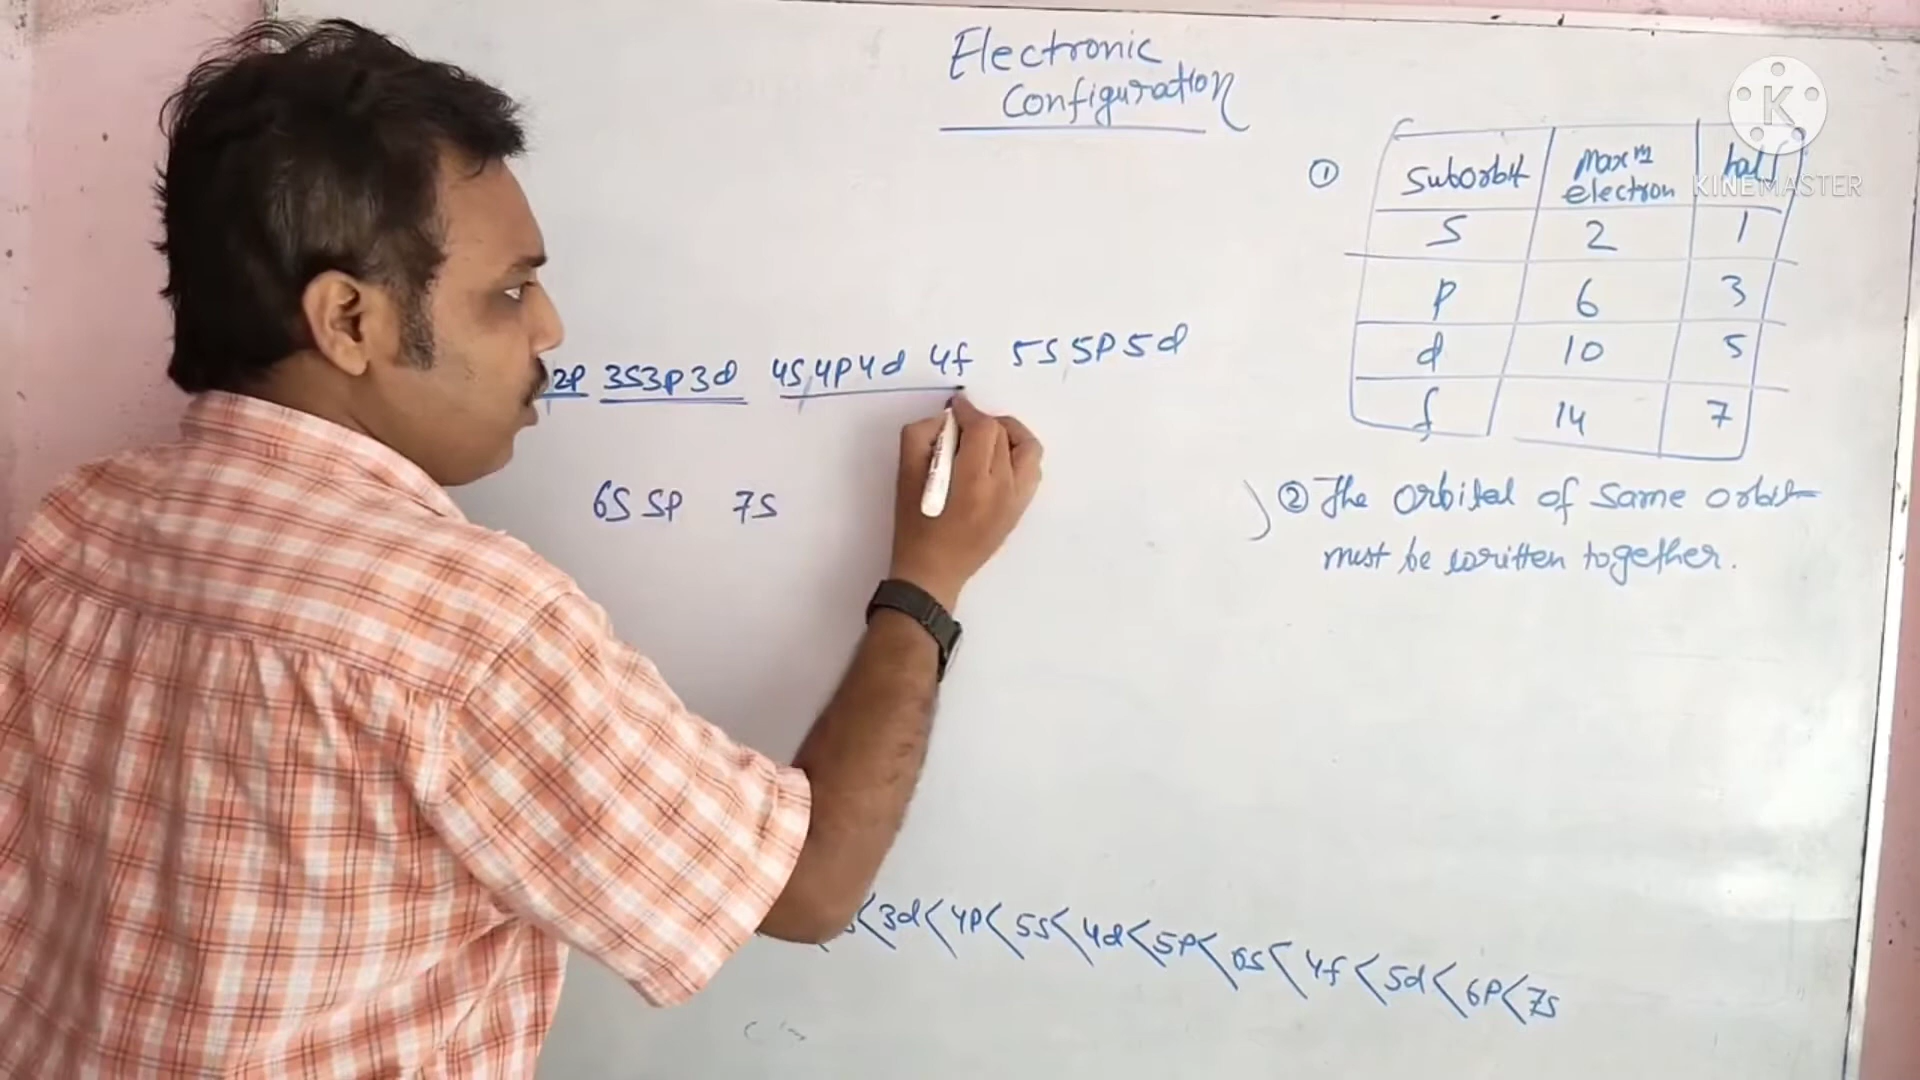 Electronic
Configuration
①
Suborbit Max^m electron half
S 2 1
P 6 3
d 10 5
f 14 7
2P 3S3P3d 4S4P4d 4f 5S5P5d
6S 5P 7S
② The orbital of same orbit
must be written together.
<3d<4P<5S<4d<5P<6S<4f<5d<6P<7S
K
KINEMASTER